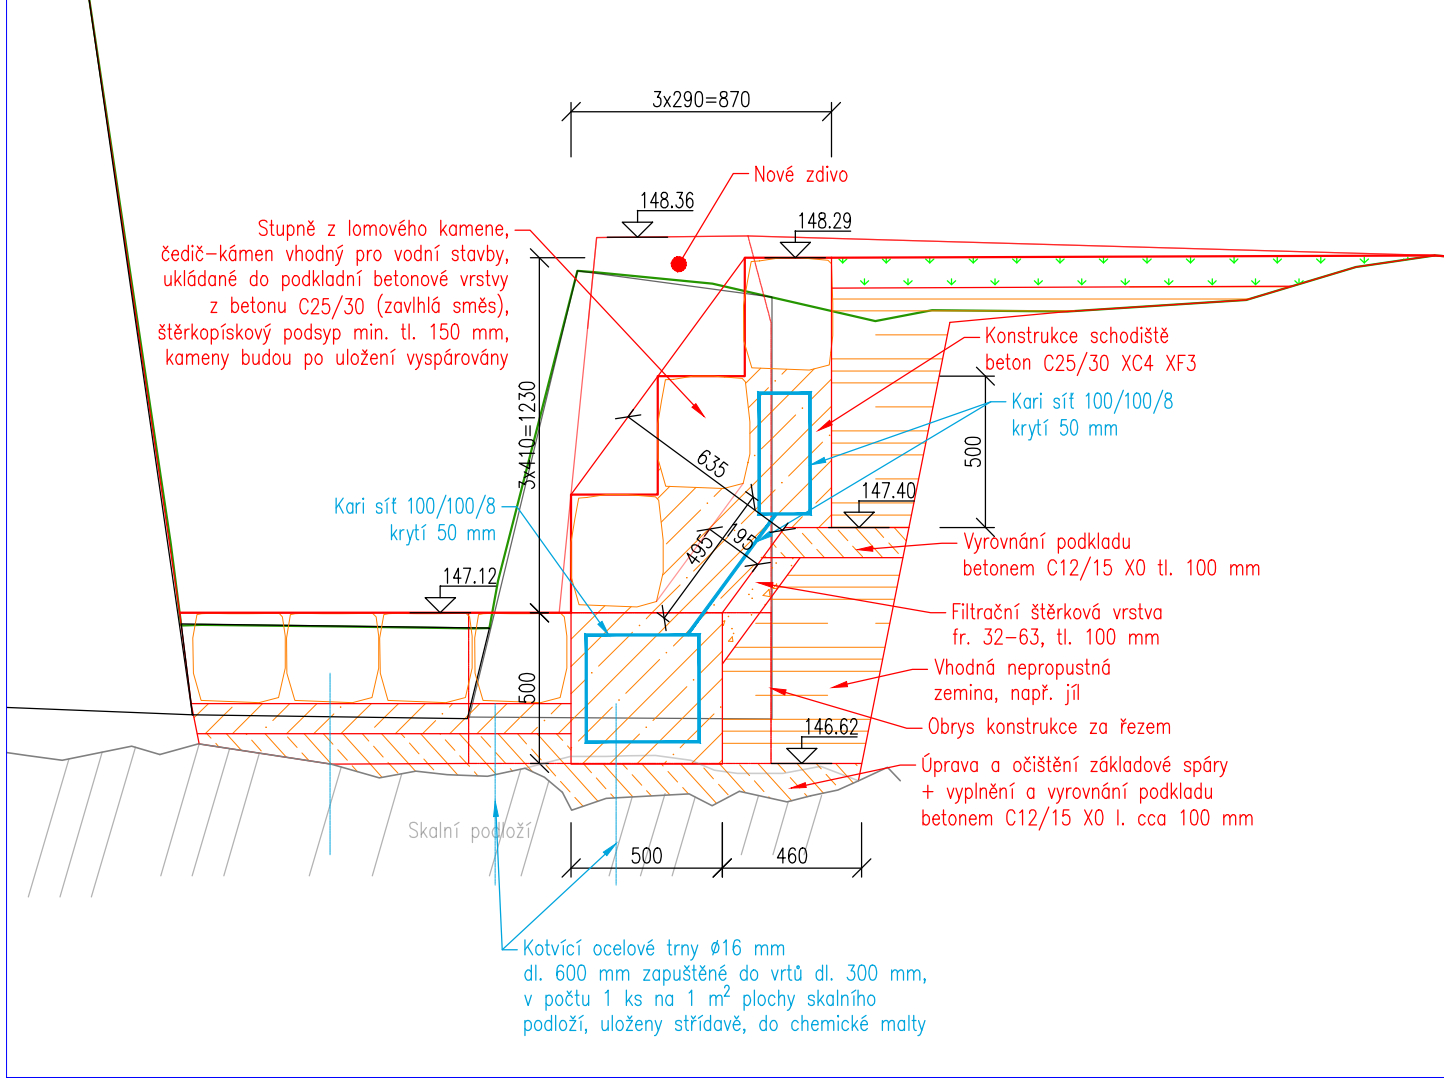 3x290=870
Nové zdivo
148.36
148.29
Stupně z lomového kamene,
čedič-kámen vhodný pro vodní stavby,
ukládané do podkladní betonové vrstvy
z betonu C25/30 (zavlhlá směs),
štěrkopískový podsyp min. tl. 150 mm,
kameny budou po uložení vyspárovány
Konstrukce schodiště
beton C25/30 XC4 XF3
Kari síť 100/100/8
krytí 50 mm
3x410=1230
500
635
147.40
Kari síť 100/100/8
krytí 50 mm
495
195
Vyrovnání podkladu
betonem C12/15 X0 tl. 100 mm
147.12
Filtrační štěrková vrstva
fr. 32-63, tl. 100 mm
Vhodná nepropustná
zemina, např. jíl
500
Obrys konstrukce za řezem
146.62
Úprava a očištění základové spáry
+ vyplnění a vyrovnání podkladu
betonem C12/15 X0 l. cca 100 mm
Skalní podloží
500
460
Kotvící ocelové trny ø16 mm
dl. 600 mm zapuštěné do vrtů dl. 300 mm,
v počtu 1 ks na 1 m² plochy skalního
podloží, uloženy střídavě, do chemické malty